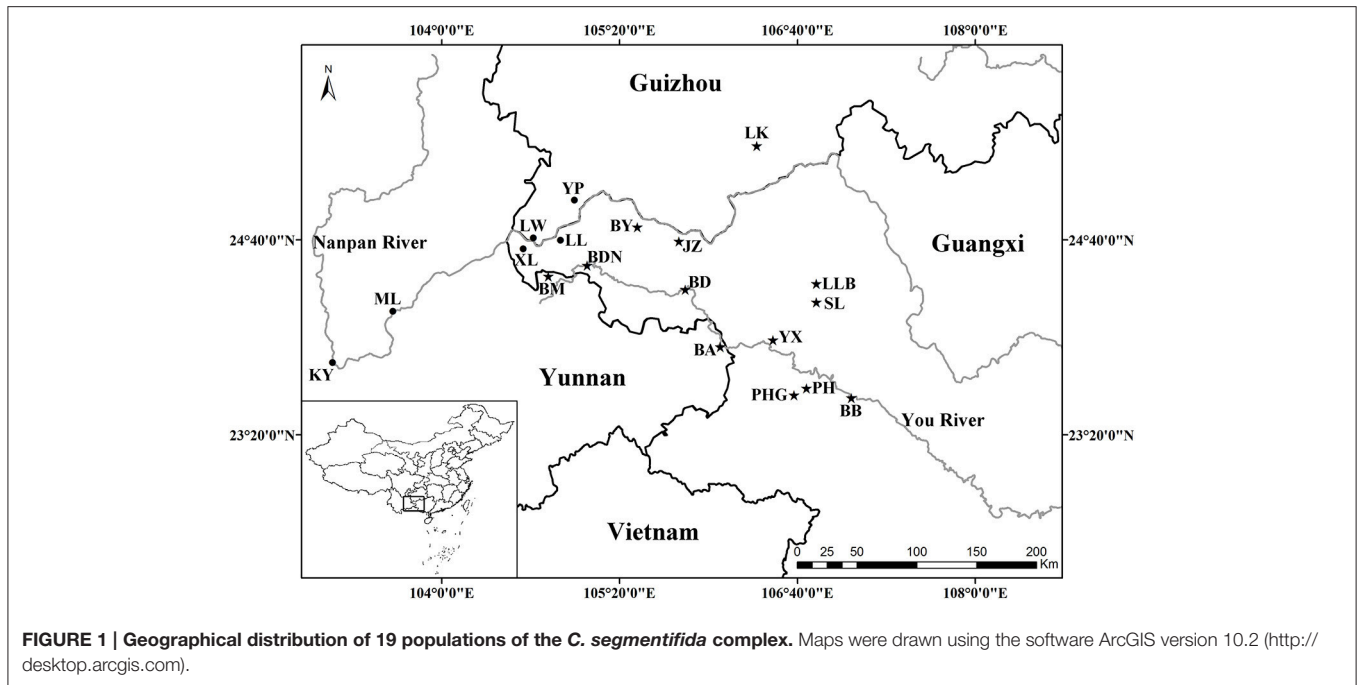 104°0'0"E 105°20'0"E 106°40'0"E 108°0'0"E
N
Guizhou
LK
YP
LW
LL
BY
JZ
24°40'0"N
24°40'0"N
Nanpan River
XL
BDN
BM
BD
Guangxi
LLB
SL
ML
BA
YX
KY
Yunnan
PHG
PH
BB
You River
23°20'0"N
23°20'0"N
Vietnam
0 25 50 100 150 200
Km
104°0'0"E 105°20'0"E 106°40'0"E 108°0'0"E
FIGURE 1 | Geographical distribution of 19 populations of the C. segmentifida complex. Maps were drawn using the software ArcGIS version 10.2 (http://
desktop.arcgis.com).